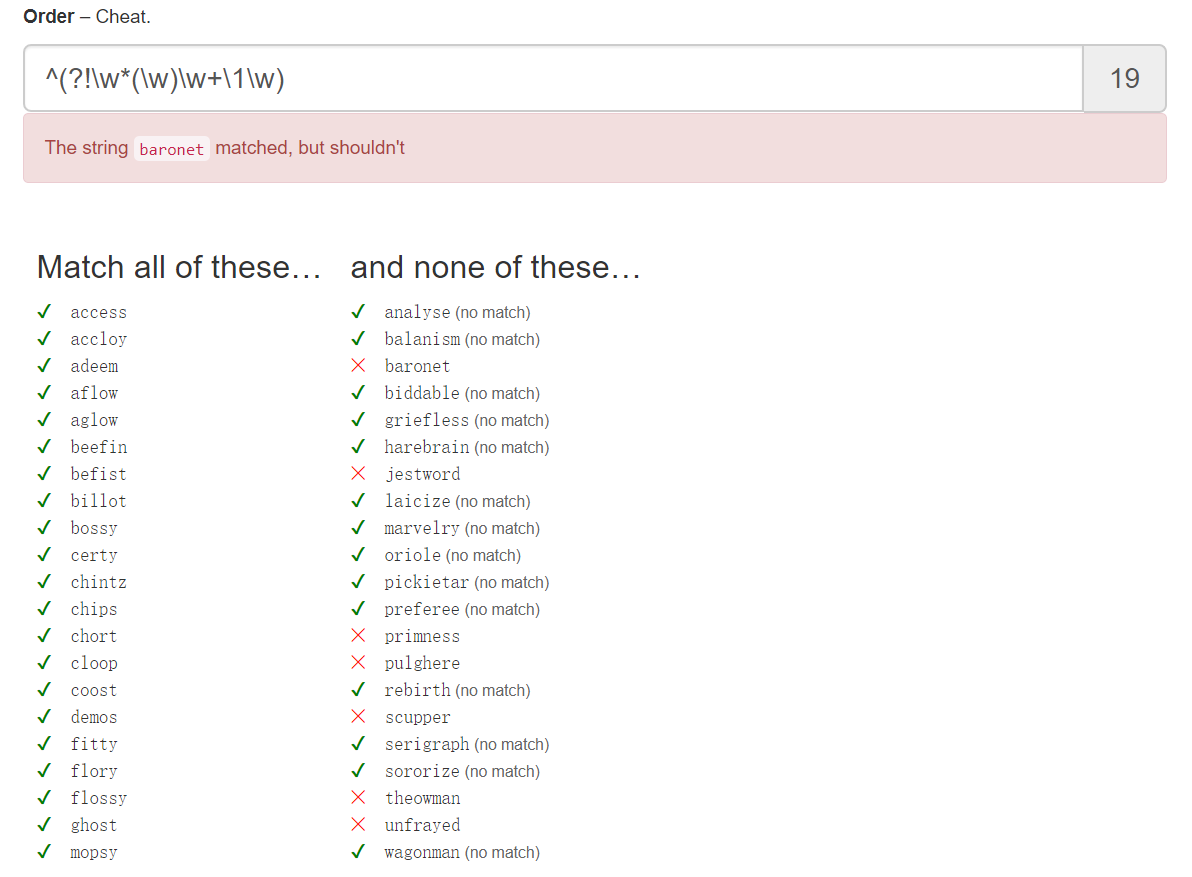 Order – Cheat.
^(?!\w*(\w)\w+\1\w) 19
The string baronet matched, but shouldn't
Match all of these… and none of these…
✓ access ✓ analyse (no match)
✓ accloy ✓ balanism (no match)
✓ adeem ✗ baronet
✓ aflow ✓ biddable (no match)
✓ aglow ✓ griefless (no match)
✓ beefin ✓ harebrain (no match)
✓ befist ✗ jestword
✓ billot ✓ laicize (no match)
✓ bossy ✓ marvelry (no match)
✓ certy ✓ oriole (no match)
✓ chintz ✓ pickietar (no match)
✓ chips ✓ preferee (no match)
✓ chort ✗ primness
✓ cloop ✗ pulghere
✓ coost ✓ rebirth (no match)
✓ demos ✗ scupper
✓ fitty ✓ serigraph (no match)
✓ flory ✓ sororize (no match)
✓ flossy ✗ theowman
✓ ghost ✗ unfrayed
✓ mopsy ✓ wagonman (no match)